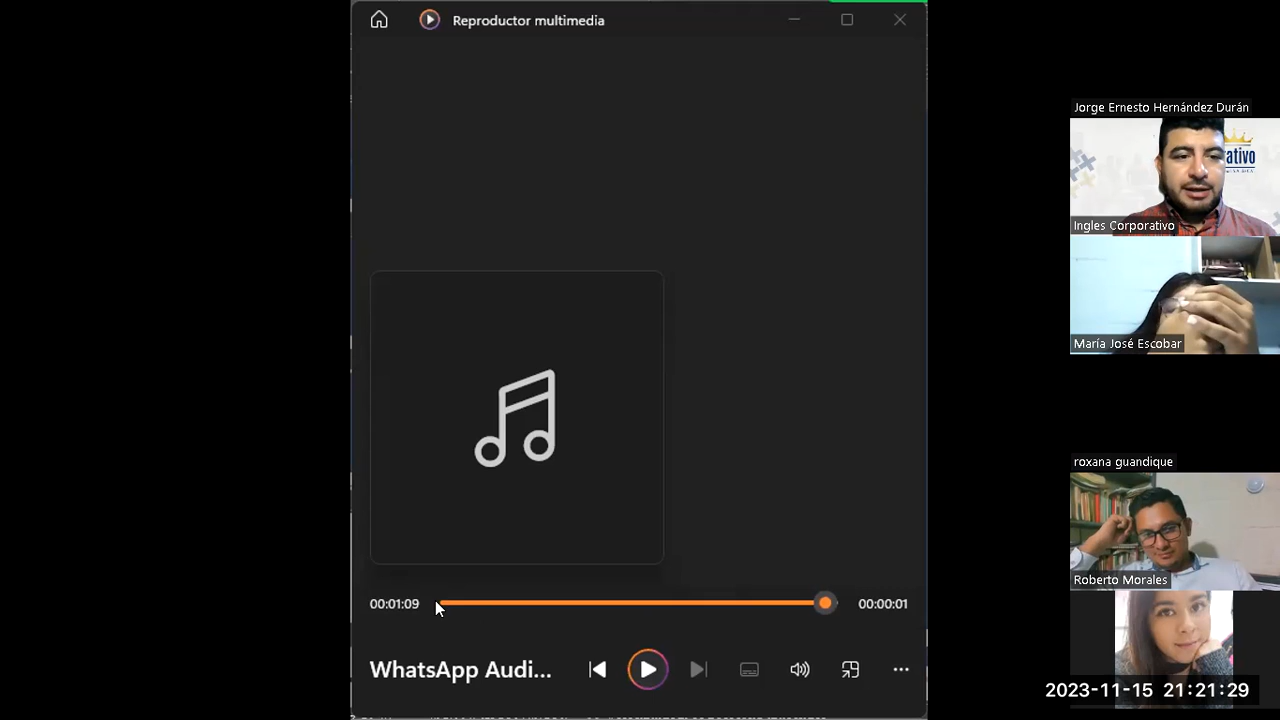 Reproductor multimedia
Jorge Ernesto Hernández Durán
ativo
Ingles Corporativo
María José Escobar
roxana guandique
Roberto Morales
00:01:09
00:00:01
WhatsApp Audi...
2023-11-15 21:21:29